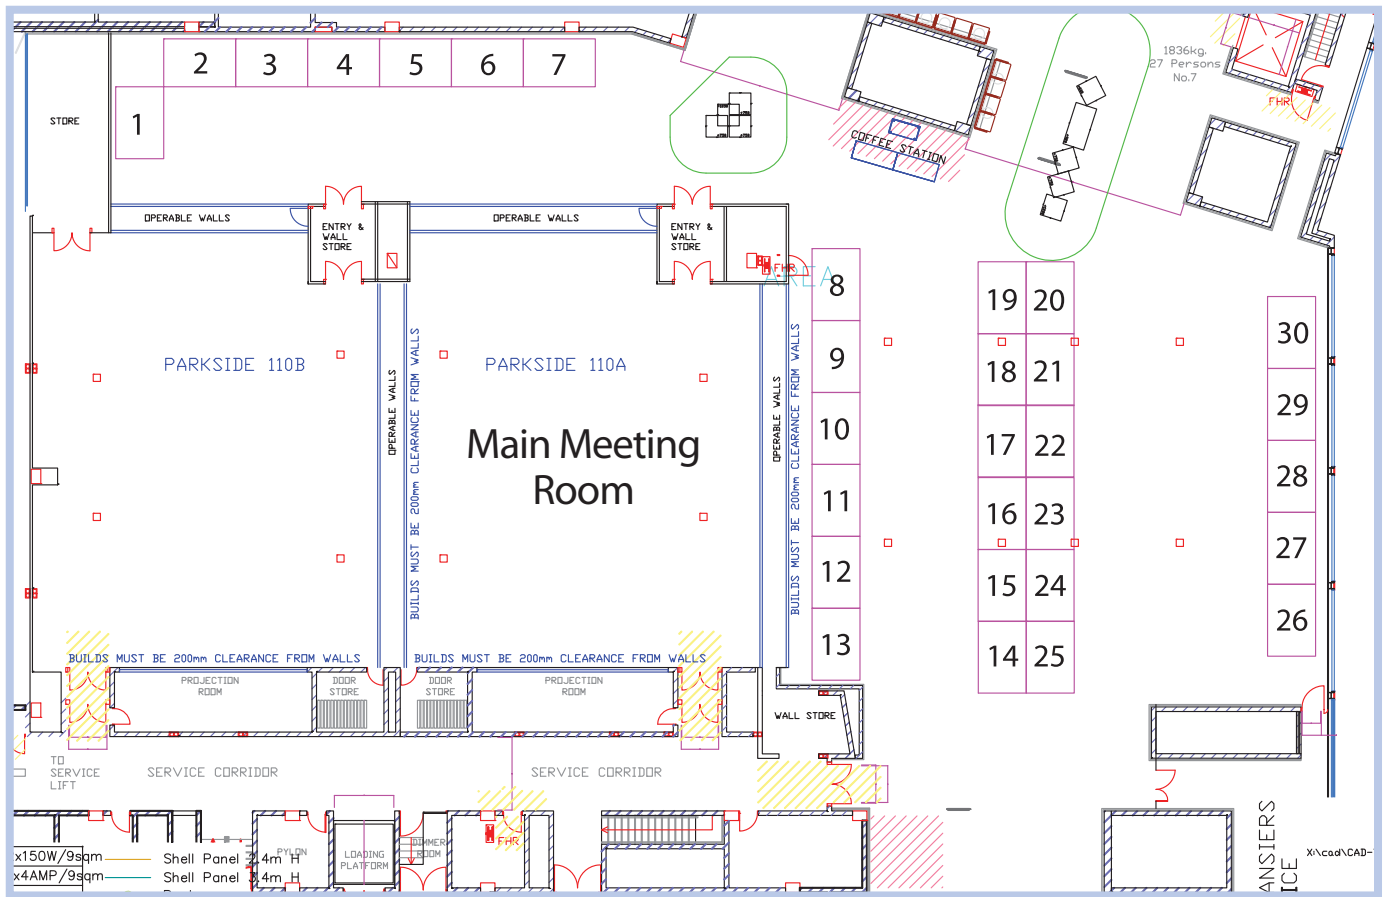 1836kg,
27 Persons
No.7
2 3 4 5 6 7
FHR
STORE
1
COFFEE STATION
OPERABLE WALLS
OPERABLE WALLS
ENTRY &
WALL
STORE
ENTRY &
WALL
STORE
FHR
AREA
8
19 20
30
PARKSIDE 110B
PARKSIDE 110A
9
18 21
29
OPERABLE WALLS
BUILDS MUST BE 200mm CLEARANCE FROM WALLS
OPERABLE WALLS
BUILDS MUST BE 200mm CLEARANCE FROM WALLS
Main Meeting
Room
10
17 22
28
11
16 23
27
12
15 24
26
13
14 25
BUILDS MUST BE 200mm CLEARANCE FROM WALLS
BUILDS MUST BE 200mm CLEARANCE FROM WALLS
PROJECTION
ROOM
DOOR
STORE
DOOR
STORE
PROJECTION
ROOM
WALL STORE
TO
SERVICE
LIFT
SERVICE CORRIDOR
SERVICE CORRIDOR
x150W/9sqm
Shell Panel 2.4m H
x4AMP/9sqm
Shell Panel 3.4m H
PYLON
LOADING
PLATFORM
DIMMER
ROOM
FHR
ANSIERS
ICE
X:\cad\CAD-